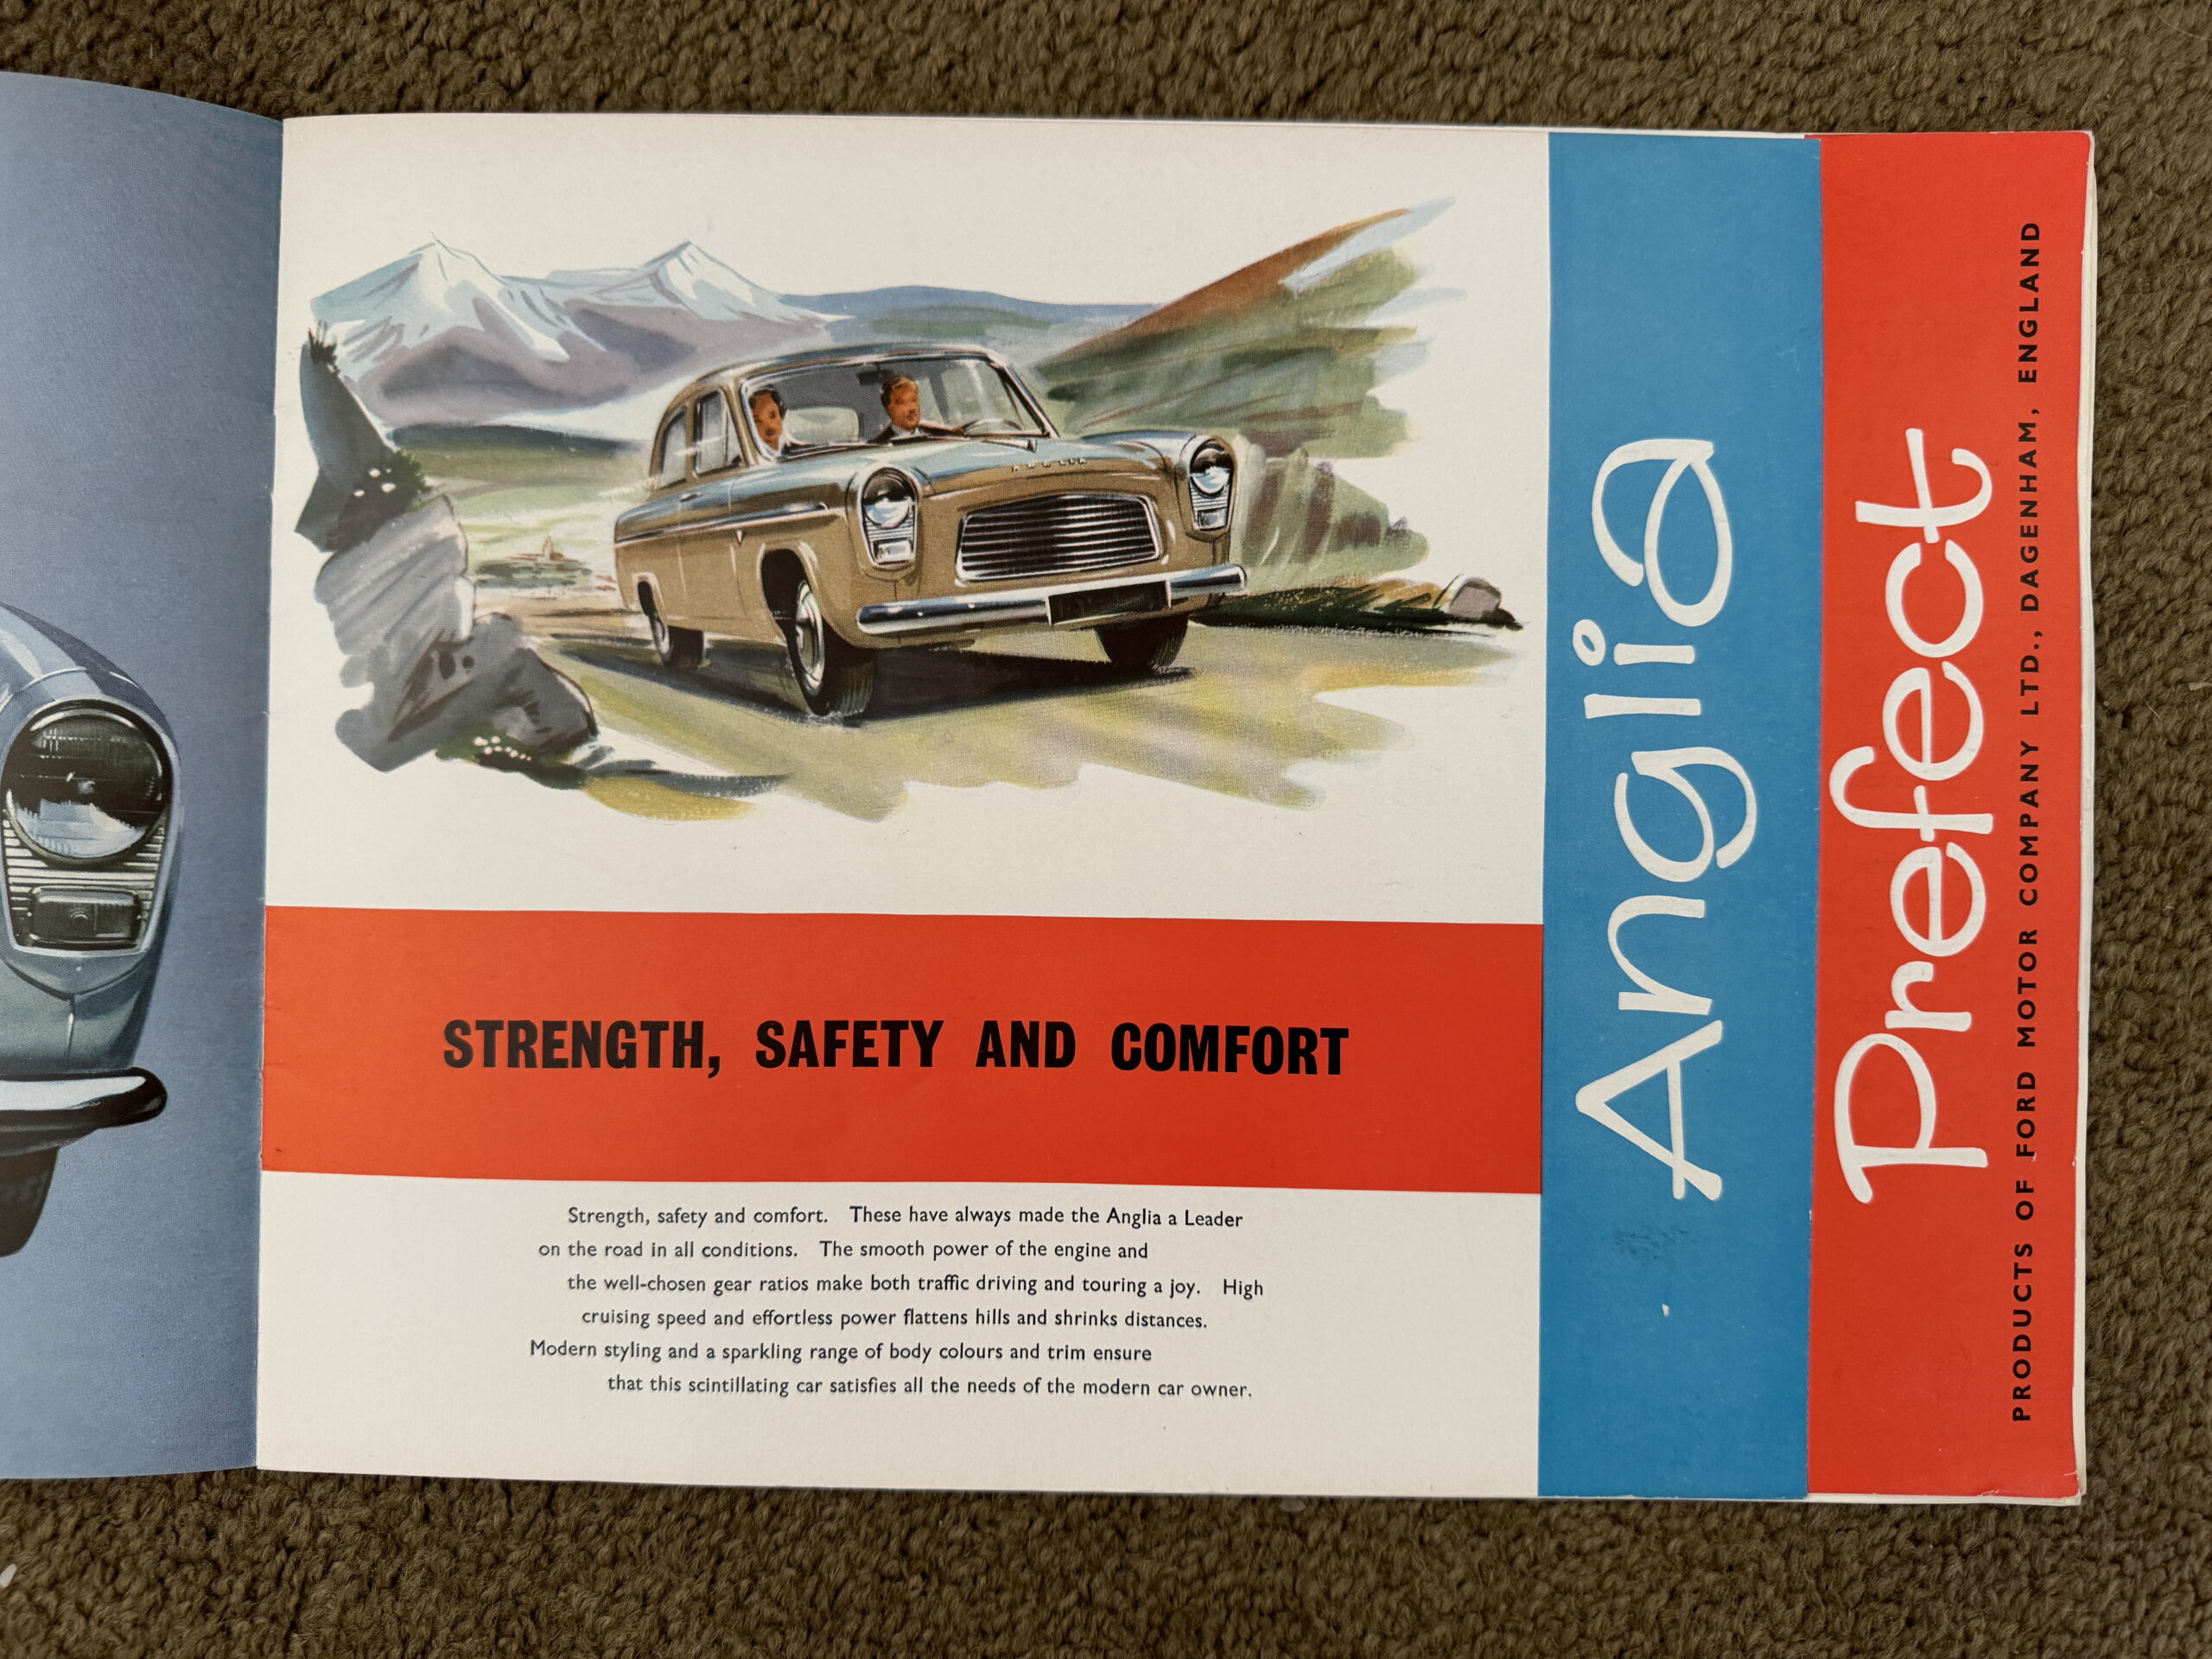 ANGLIA
STRENGTH, SAFETY AND COMFORT
Strength, safety and comfort. These have always made the Anglia a Leader
on the road in all conditions. The smooth power of the engine and
the well-chosen gear ratios make both traffic driving and touring a joy. High
cruising speed and effortless power flattens hills and shrinks distances.
Modern styling and a sparkling range of body colours and trim ensure
that this scintillating car satisfies all the needs of the modern car owner.
Anglia
Prefect
PRODUCTS OF FORD MOTOR COMPANY LTD., DAGENHAM, ENGLAND